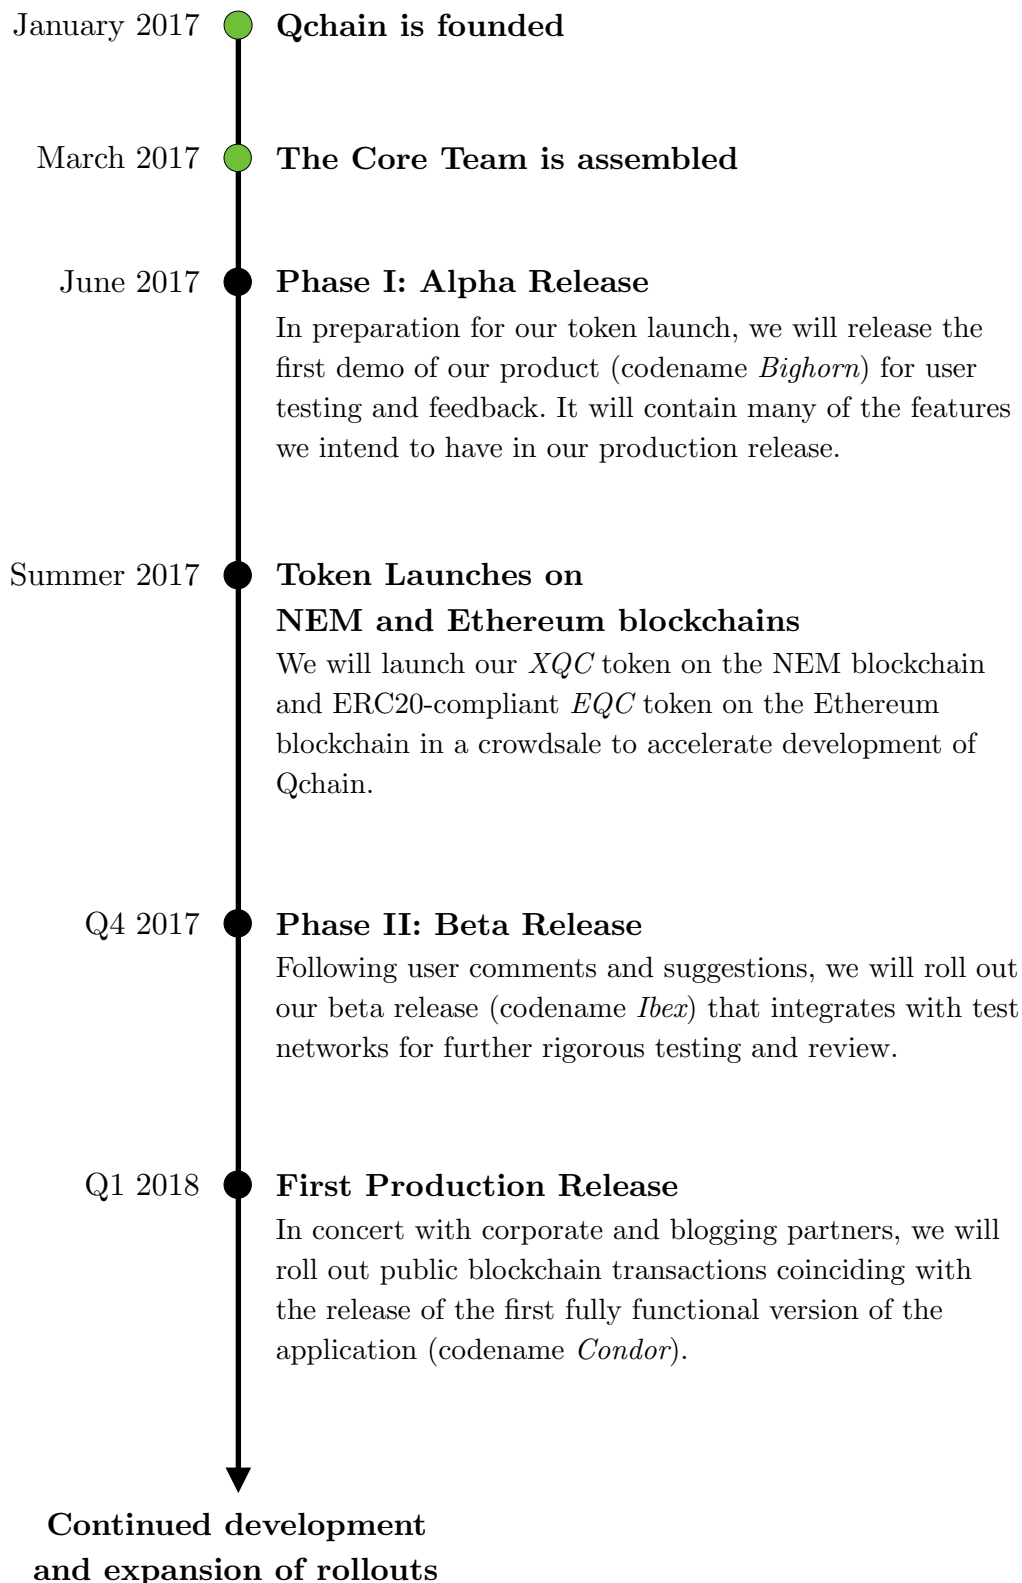 January 2017 Qchain is founded
March 2017 The Core Team is assembled
June 2017 Phase I: Alpha Release
In preparation for our token launch, we will release the
first demo of our product (codename Bighorn) for user
testing and feedback. It will contain many of the features
we intend to have in our production release.
Summer 2017 Token Launches on
NEM and Ethereum blockchains
We will launch our XQC token on the NEM blockchain
and ERC20-compliant EQC token on the Ethereum
blockchain in a crowdsale to accelerate development of
Qchain.
Q4 2017 Phase II: Beta Release
Following user comments and suggestions, we will roll out
our beta release (codename Ibex) that integrates with test
networks for further rigorous testing and review.
Q1 2018 First Production Release
In concert with corporate and blogging partners, we will
roll out public blockchain transactions coinciding with
the release of the first fully functional version of the
application (codename Condor).
Continued development
and expansion of rollouts